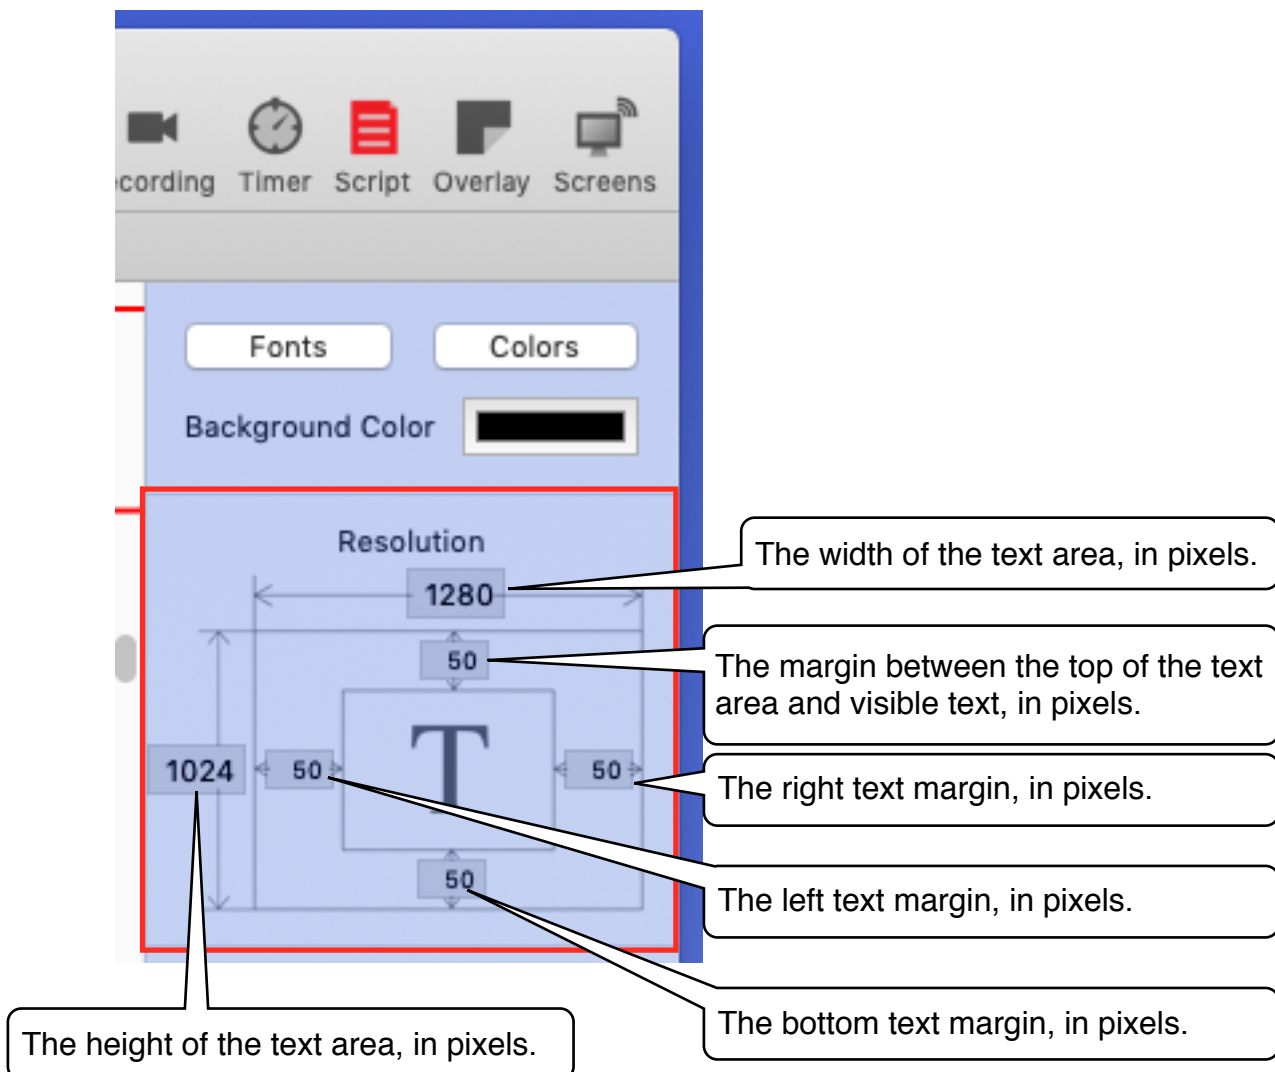 ecording Timer Script Overlay Screens
Fonts Colors
Background Color
Resolution
The width of the text area, in pixels.
1280
50
The margin between the top of the text
area and visible text, in pixels.
T
1024 50 50
The right text margin, in pixels.
50
The left text margin, in pixels.
The bottom text margin, in pixels.
The height of the text area, in pixels.